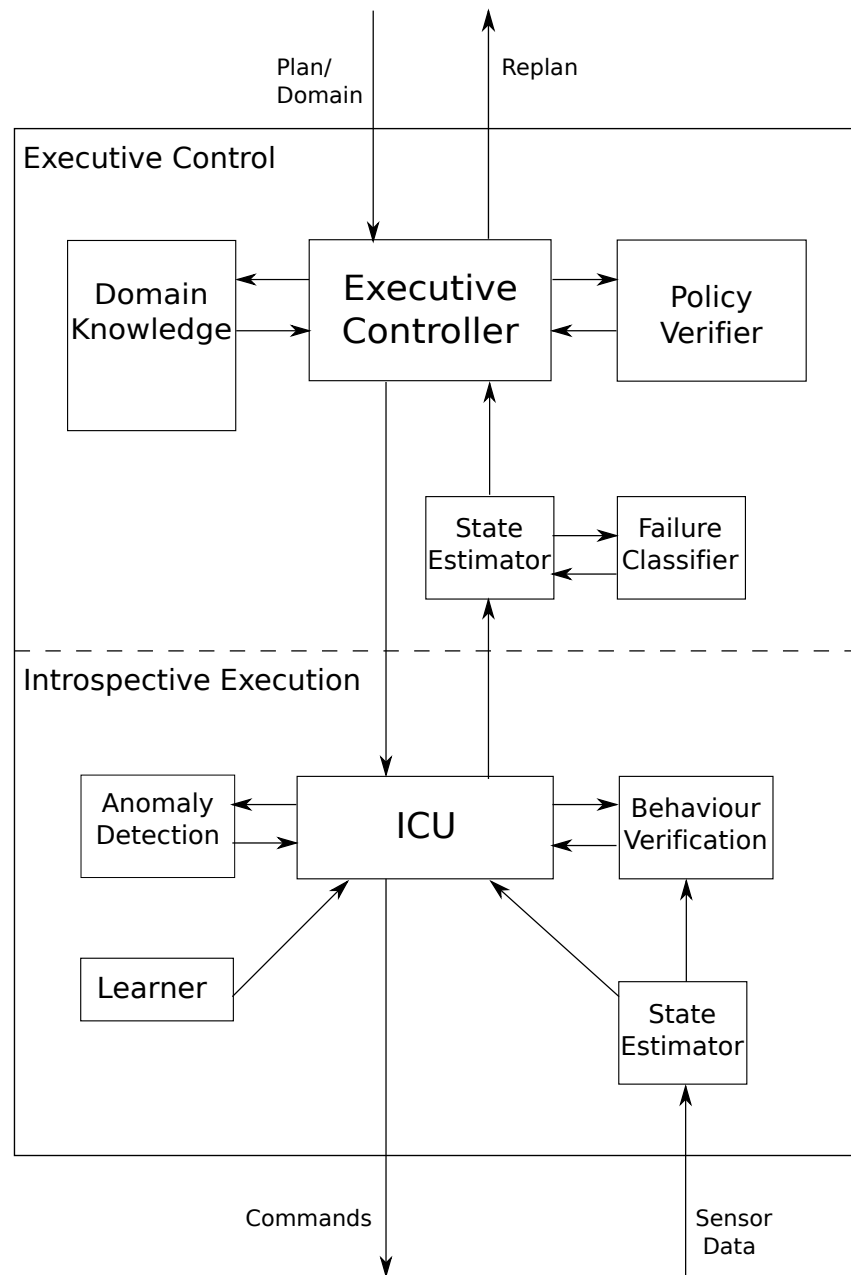 Plan/
Domain
Replan
Executive Control
Domain
Knowledge
Executive
Controller
Policy
Verifier
State
Estimator
Failure
Classifier
Introspective Execution
Anomaly
Detection
ICU
Behaviour
Verification
Learner
State
Estimator
Commands
Sensor
Data